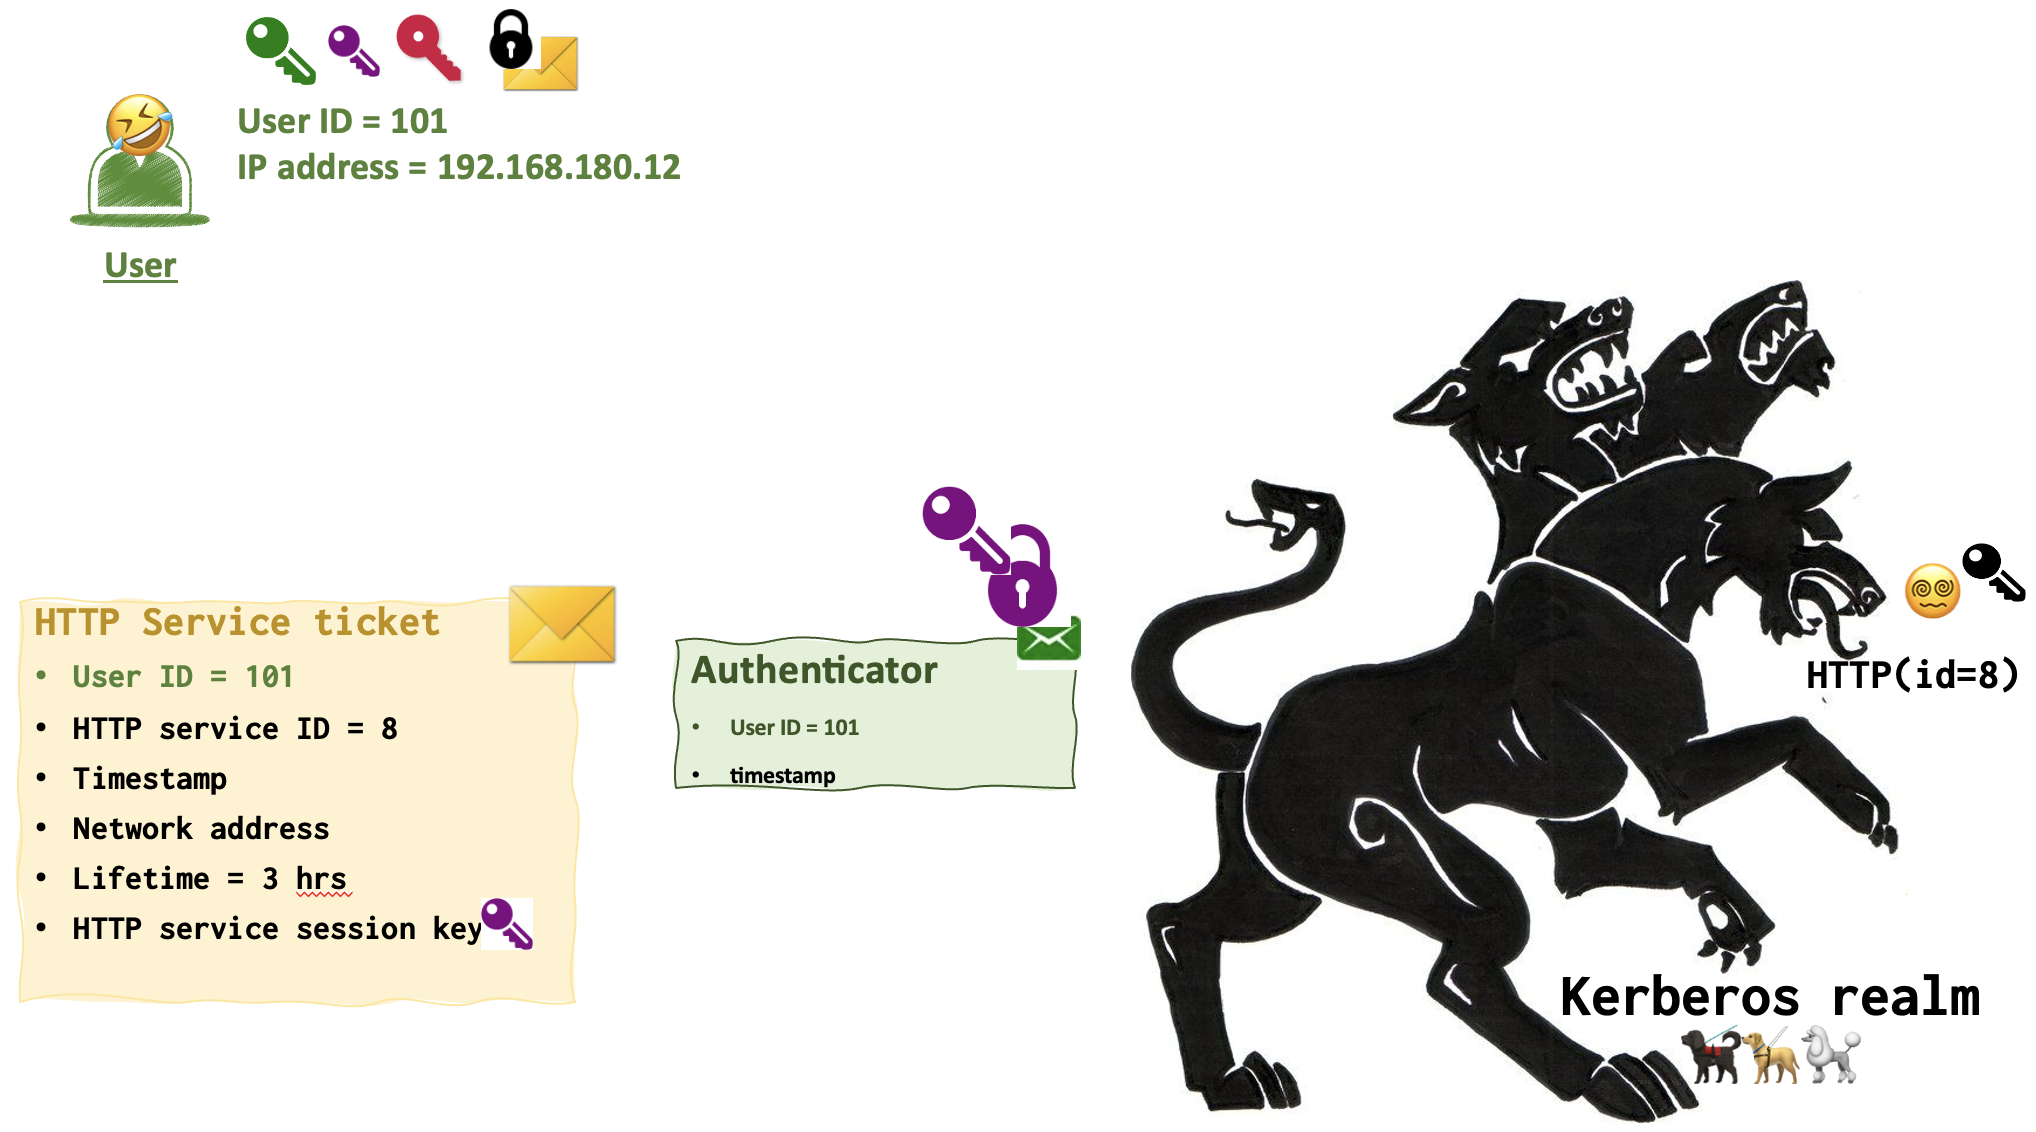 User ID = 101
IP address = 192.168.180.12
User
HTTP Service ticket
• User ID = 101
• HTTP service ID = 8
• Timestamp
• Network address
• Lifetime = 3 hrs
• HTTP service session key
Authenticator
• User ID = 101
• timestamp
HTTP(id=8)
Kerberos realm